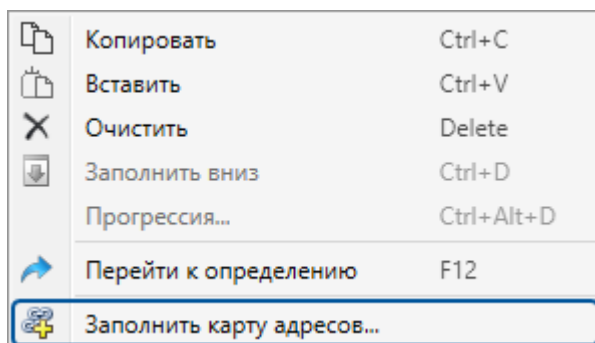 Копировать Ctrl+C
Вставить Ctrl+V
Очистить Delete
Заполнить вниз Ctrl+D
Прогрессия... Ctrl+Alt+D
Перейти к определению F12
Заполнить карту адресов...